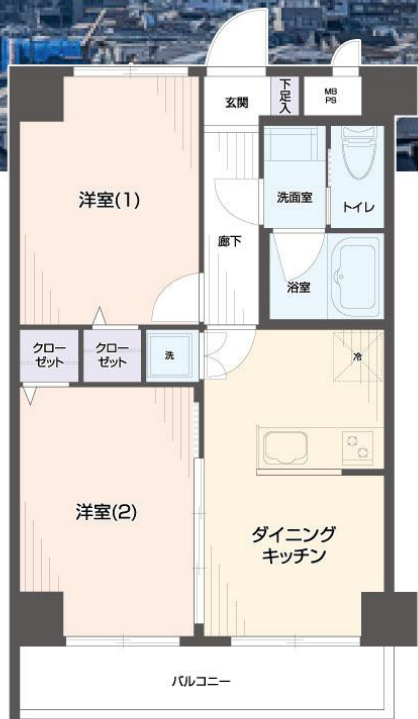 玄関
下足入
MB
PS
洋室(1)
洗面室
トイレ
廊下
浴室
クロー
ゼット
クロー
ゼット
洗
冷
洋室(2)
ダイニング
キッチン
バルコニー